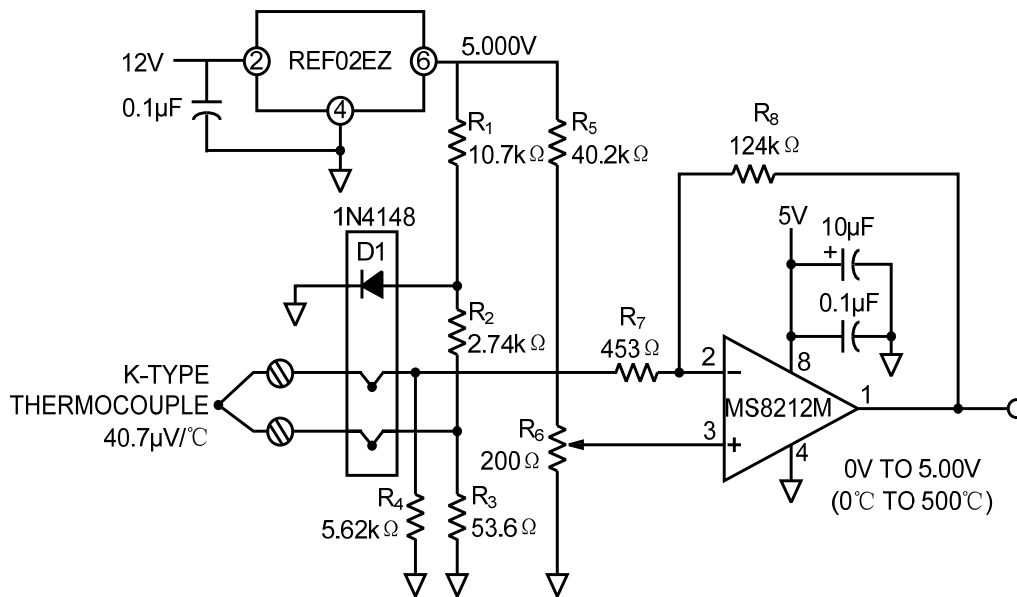 12V
2
REF02EZ
6
5.000V
0.1µF
4
R1
10.7kΩ
R5
40.2kΩ
R8
124kΩ
1N4148
D1
5V
10µF
+
0.1µF
R2
2.74kΩ
R7
453Ω
K-TYPE
THERMOCOUPLE
40.7µV/℃
2
−
8
MS8212M
1
3
+
4
R6
200Ω
0V TO 5.00V
(0℃ TO 500℃)
R4
5.62kΩ
R3
53.6Ω